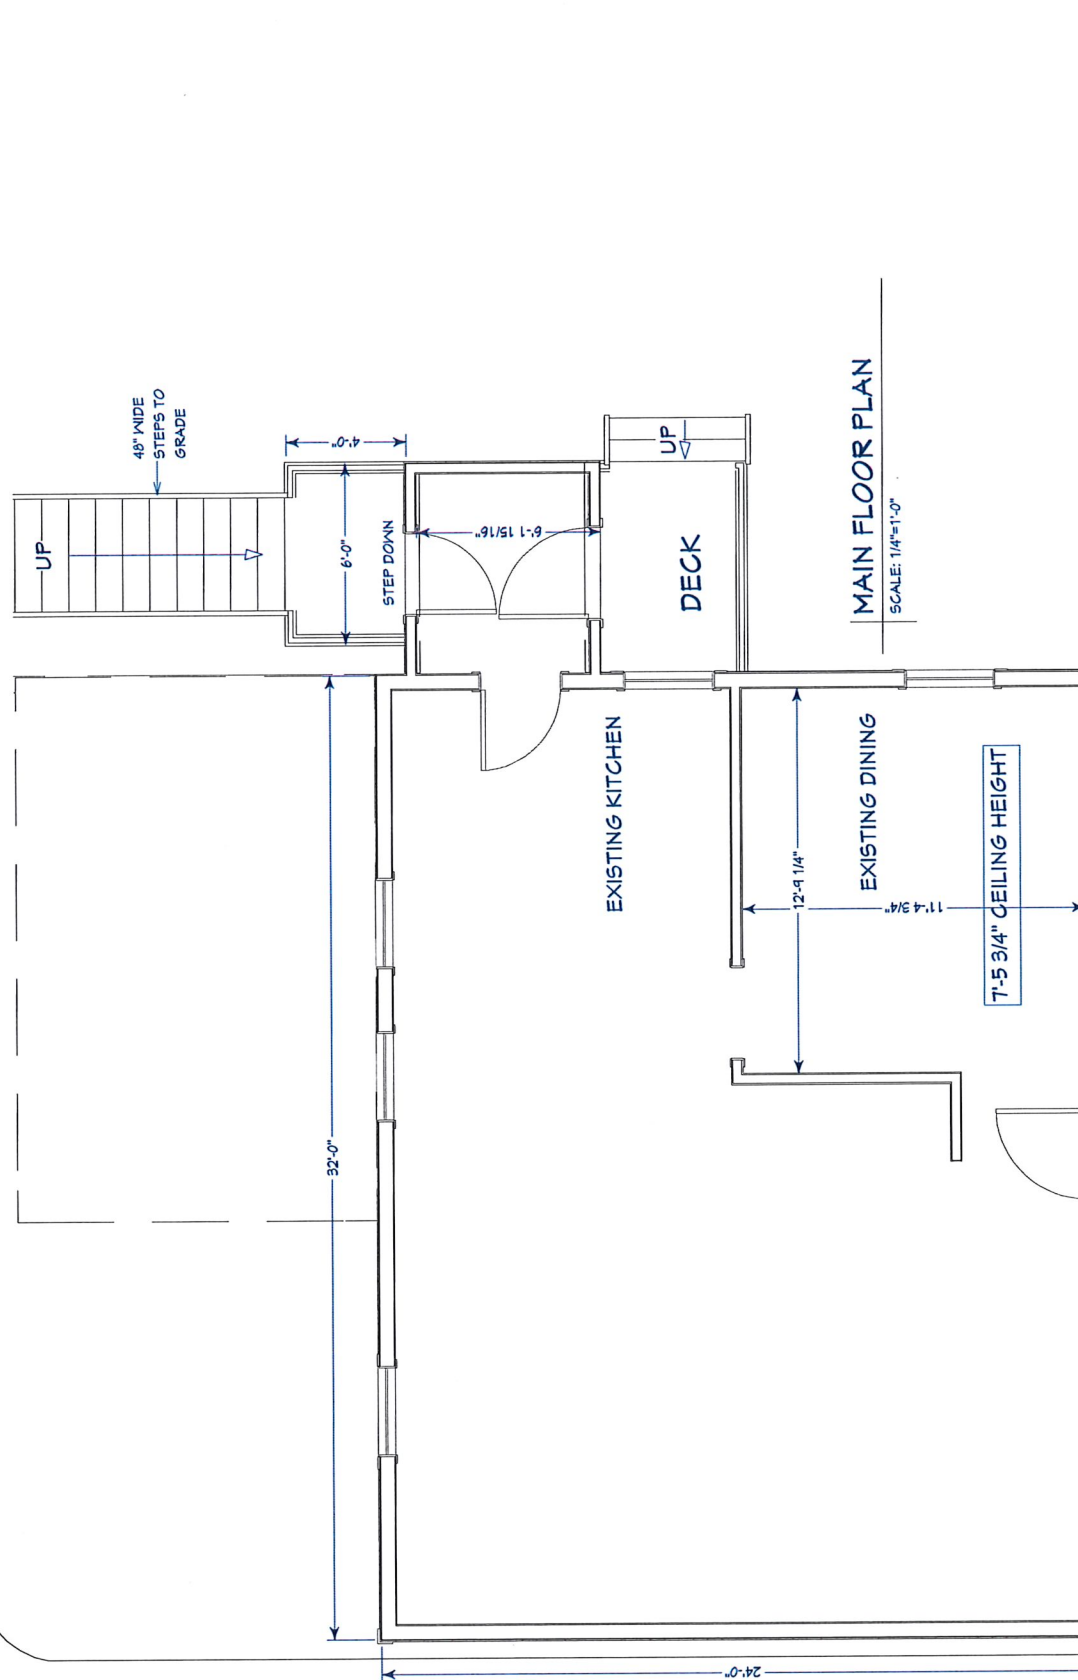 48" WIDE
STEPS TO
GRADE
UP
4'-0"
6'-0"
STEP DOWN
6'-1 15/16"
UP
DECK
MAIN FLOOR PLAN
SCALE: 1/4"=1'-0"
32'-0"
EXISTING KITCHEN
EXISTING DINING
12'-9 1/4"
11'-4 3/4"
7'-5 3/4" CEILING HEIGHT
24'-0"